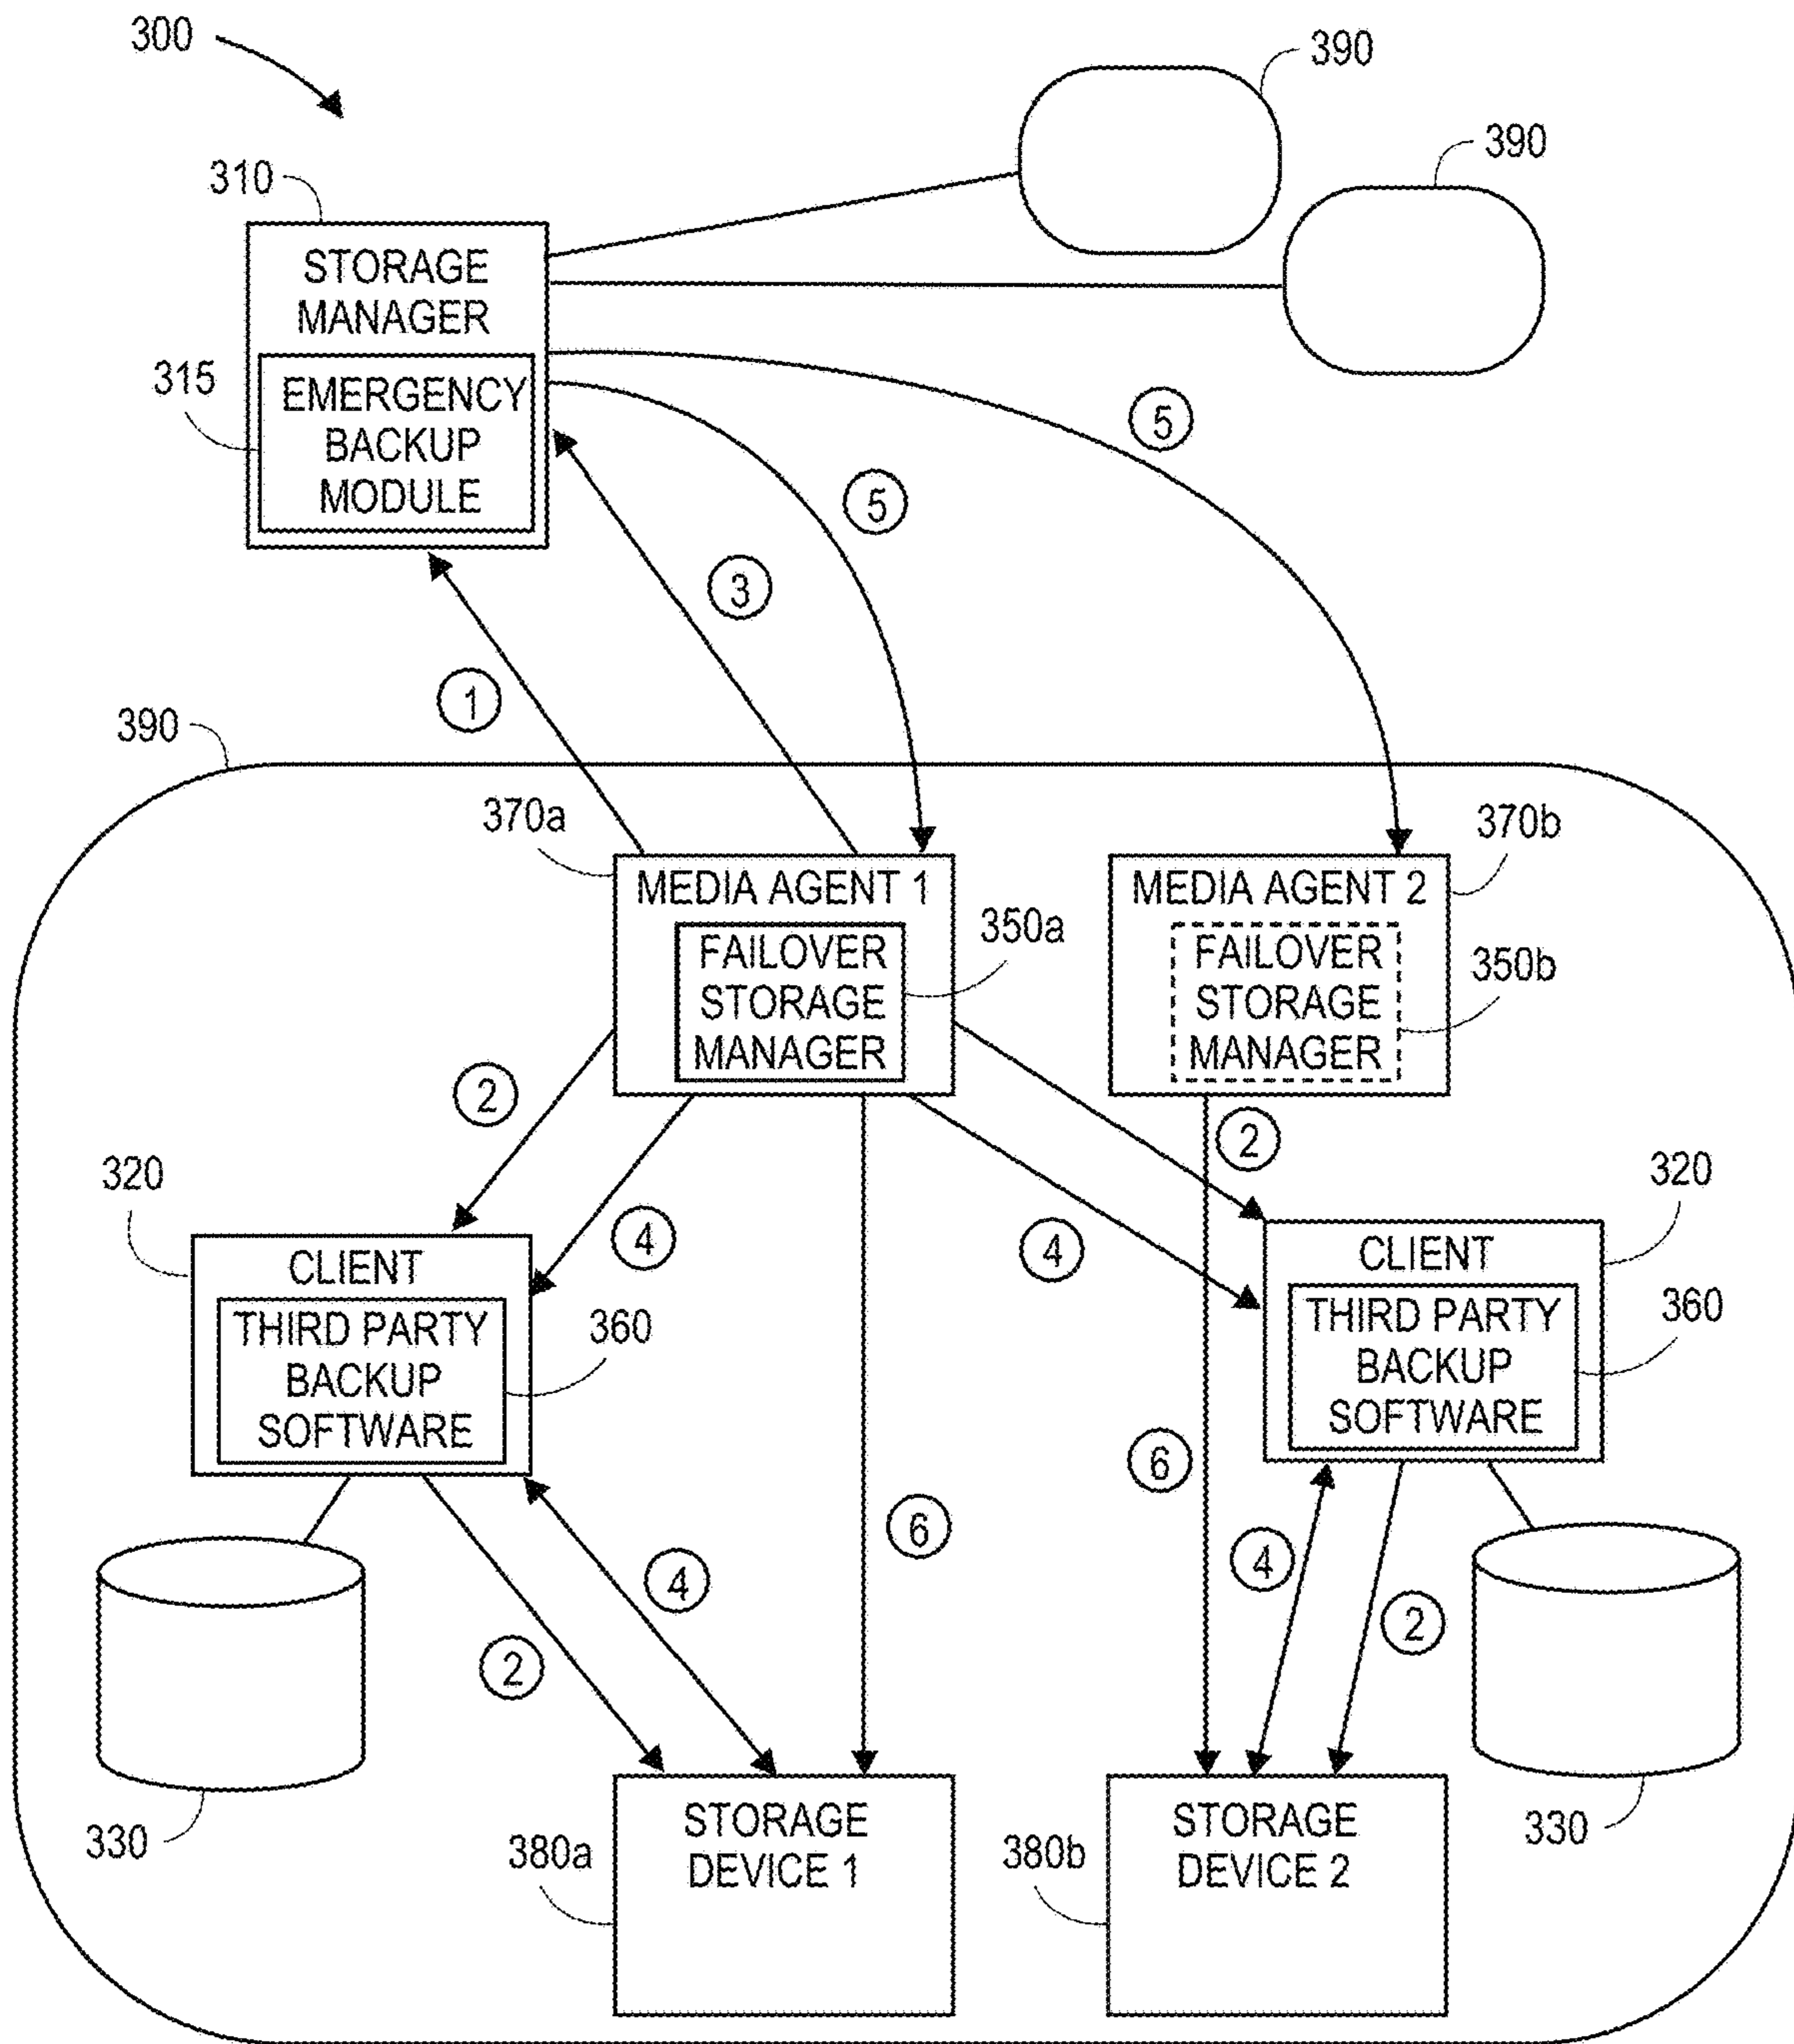 300
390
390
310
STORAGE
MANAGER
315
EMERGENCY
BACKUP
MODULE
5
5
3
1
390
370a
370b
MEDIA AGENT 1
MEDIA AGENT 2
350a
FAILOVER
STORAGE
MANAGER
FAILOVER
STORAGE
MANAGER
350b
2
2
320
320
4
4
CLIENT
CLIENT
THIRD PARTY
BACKUP
SOFTWARE
360
THIRD PARTY
BACKUP
SOFTWARE
360
6
6
4
4
2
2
330
330
380a
STORAGE
DEVICE 1
380b
STORAGE
DEVICE 2